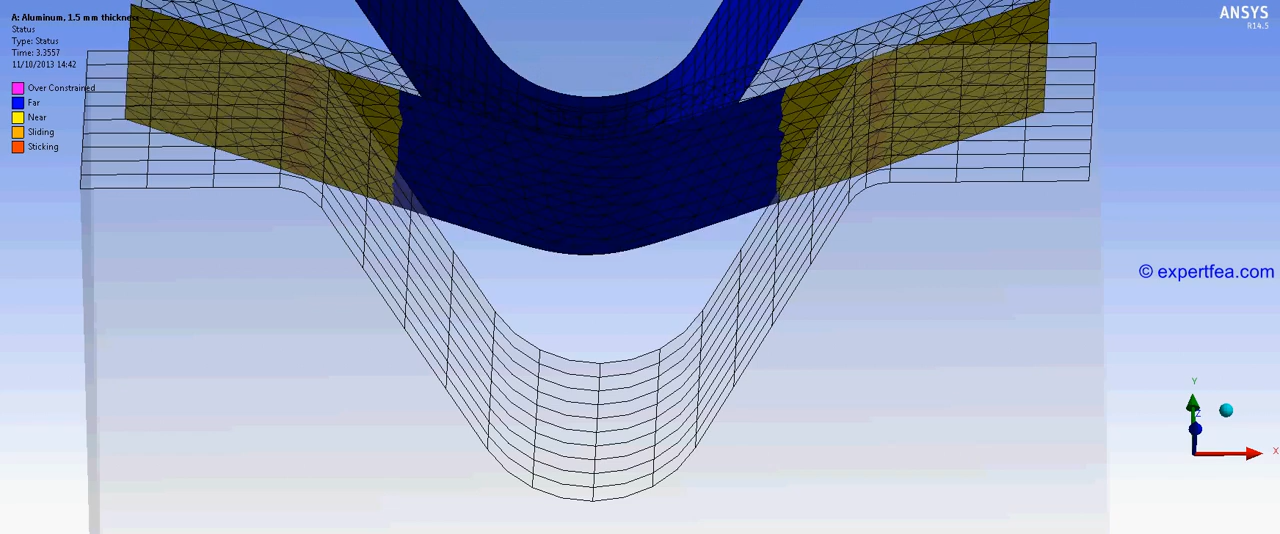 A: Aluminum, 1.5 mm thickness
Status
Type: Status
Time: 3.3557
11/10/2013 14:42
Over Constrained
Far
Near
Sliding
Sticking
ANSYS
R14.5
© expertfea.com
Y
Z
X